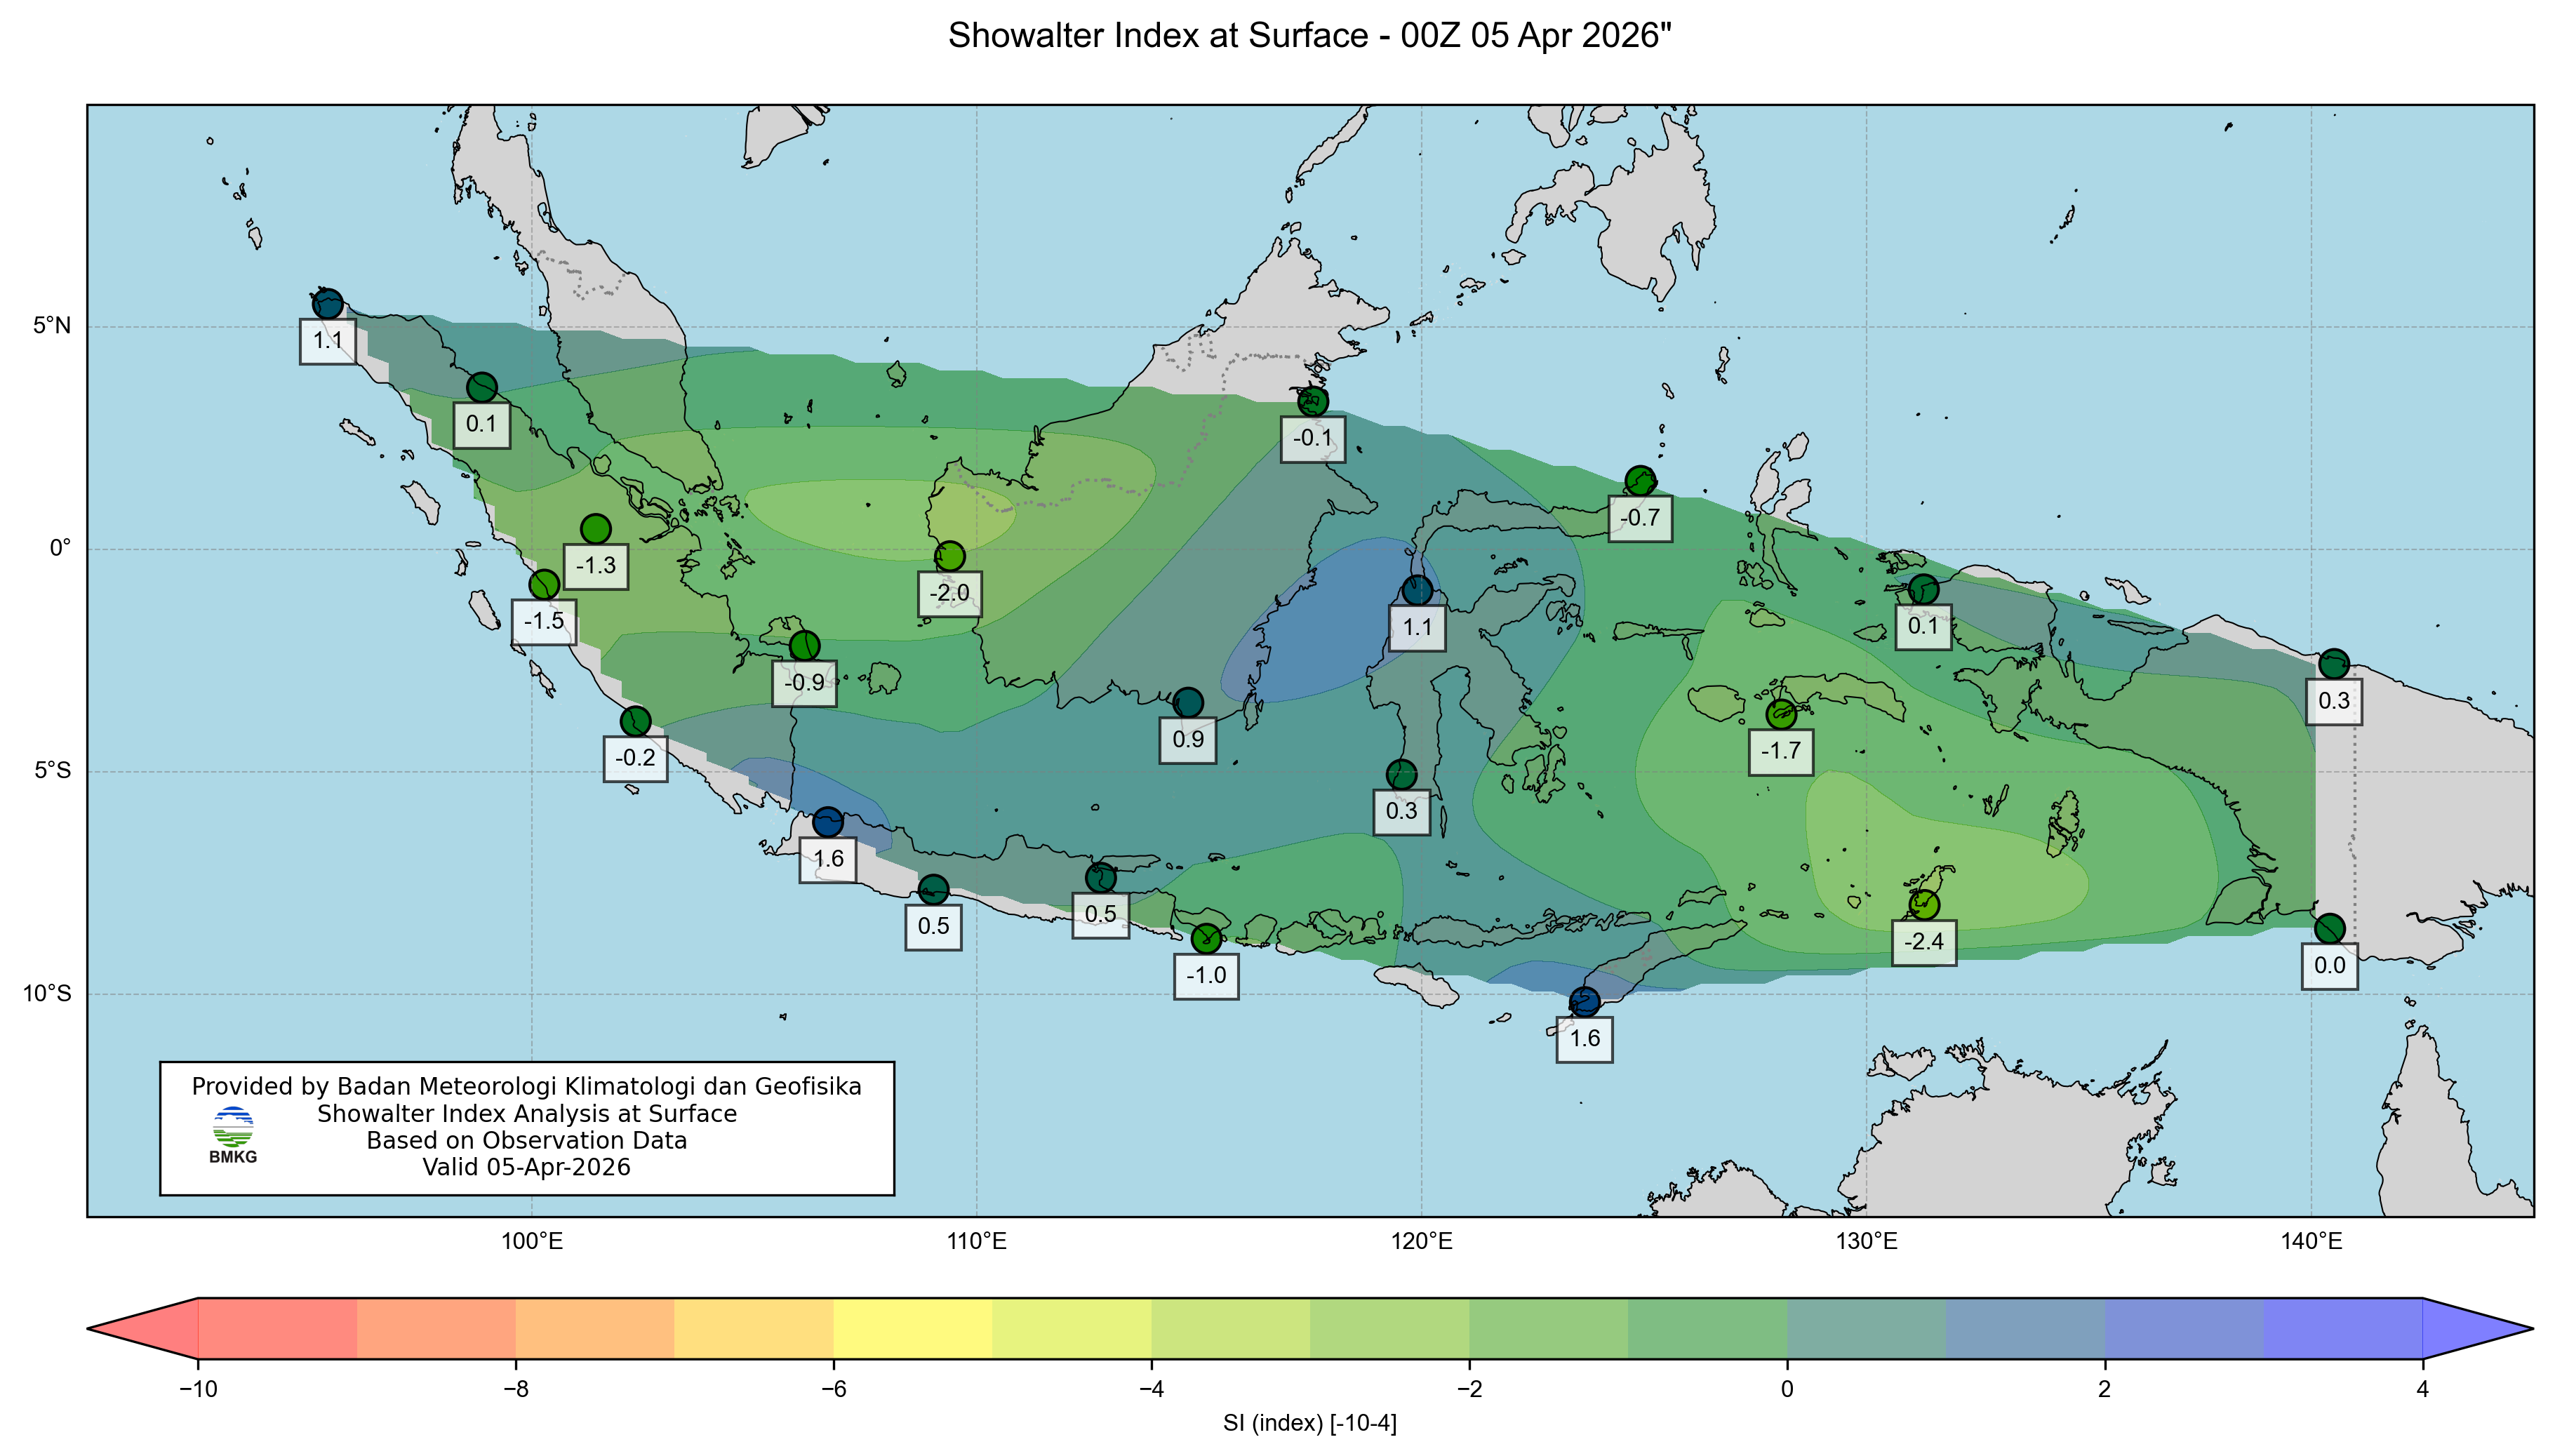 Showalter Index at Surface - 00Z 05 Apr 2026"
5°N
0°
5°S
10°S
1.1
0.1
-0.1
-0.7
-1.3
-2.0
-1.5
1.1
0.1
-0.9
0.3
-0.2
0.9
-1.7
0.3
1.6
0.5
0.5
-1.0
-2.4
0.0
1.6
Provided by Badan Meteorologi Klimatologi dan Geofisika
Showalter Index Analysis at Surface
Based on Observation Data
Valid 05-Apr-2026
BMKG
100°E 110°E 120°E 130°E 140°E
−10 −8 −6 −4 −2 0 2 4
SI (index) [-10-4]